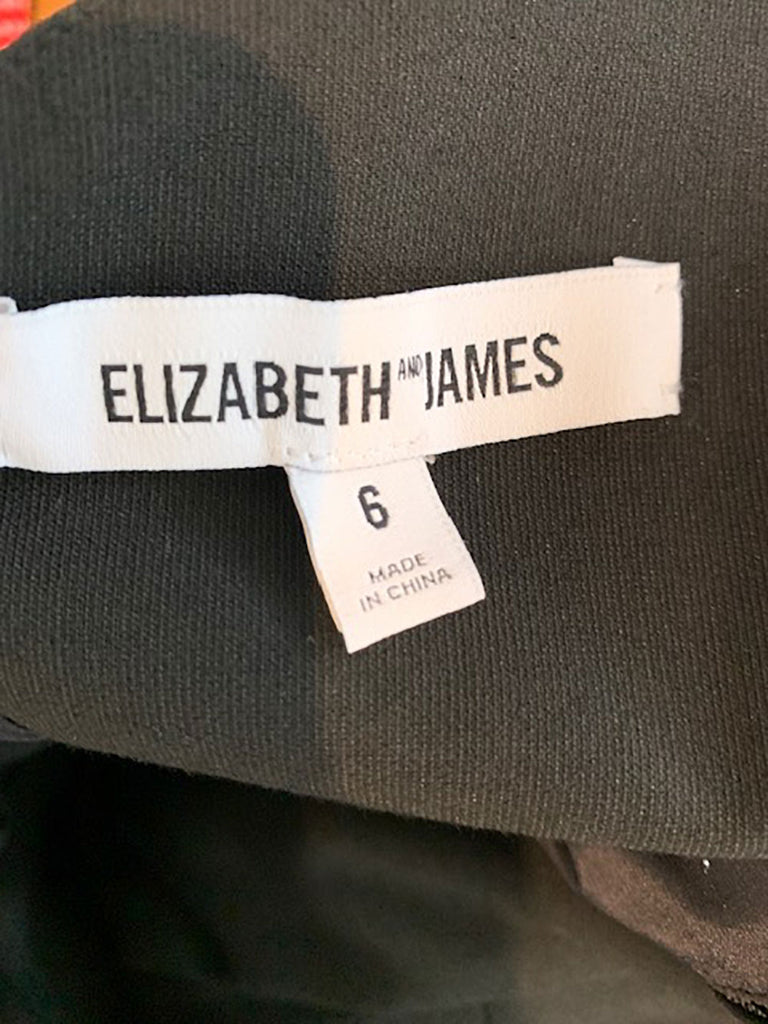 ELIZABETH AND JAMES
6
MADE
IN CHINA